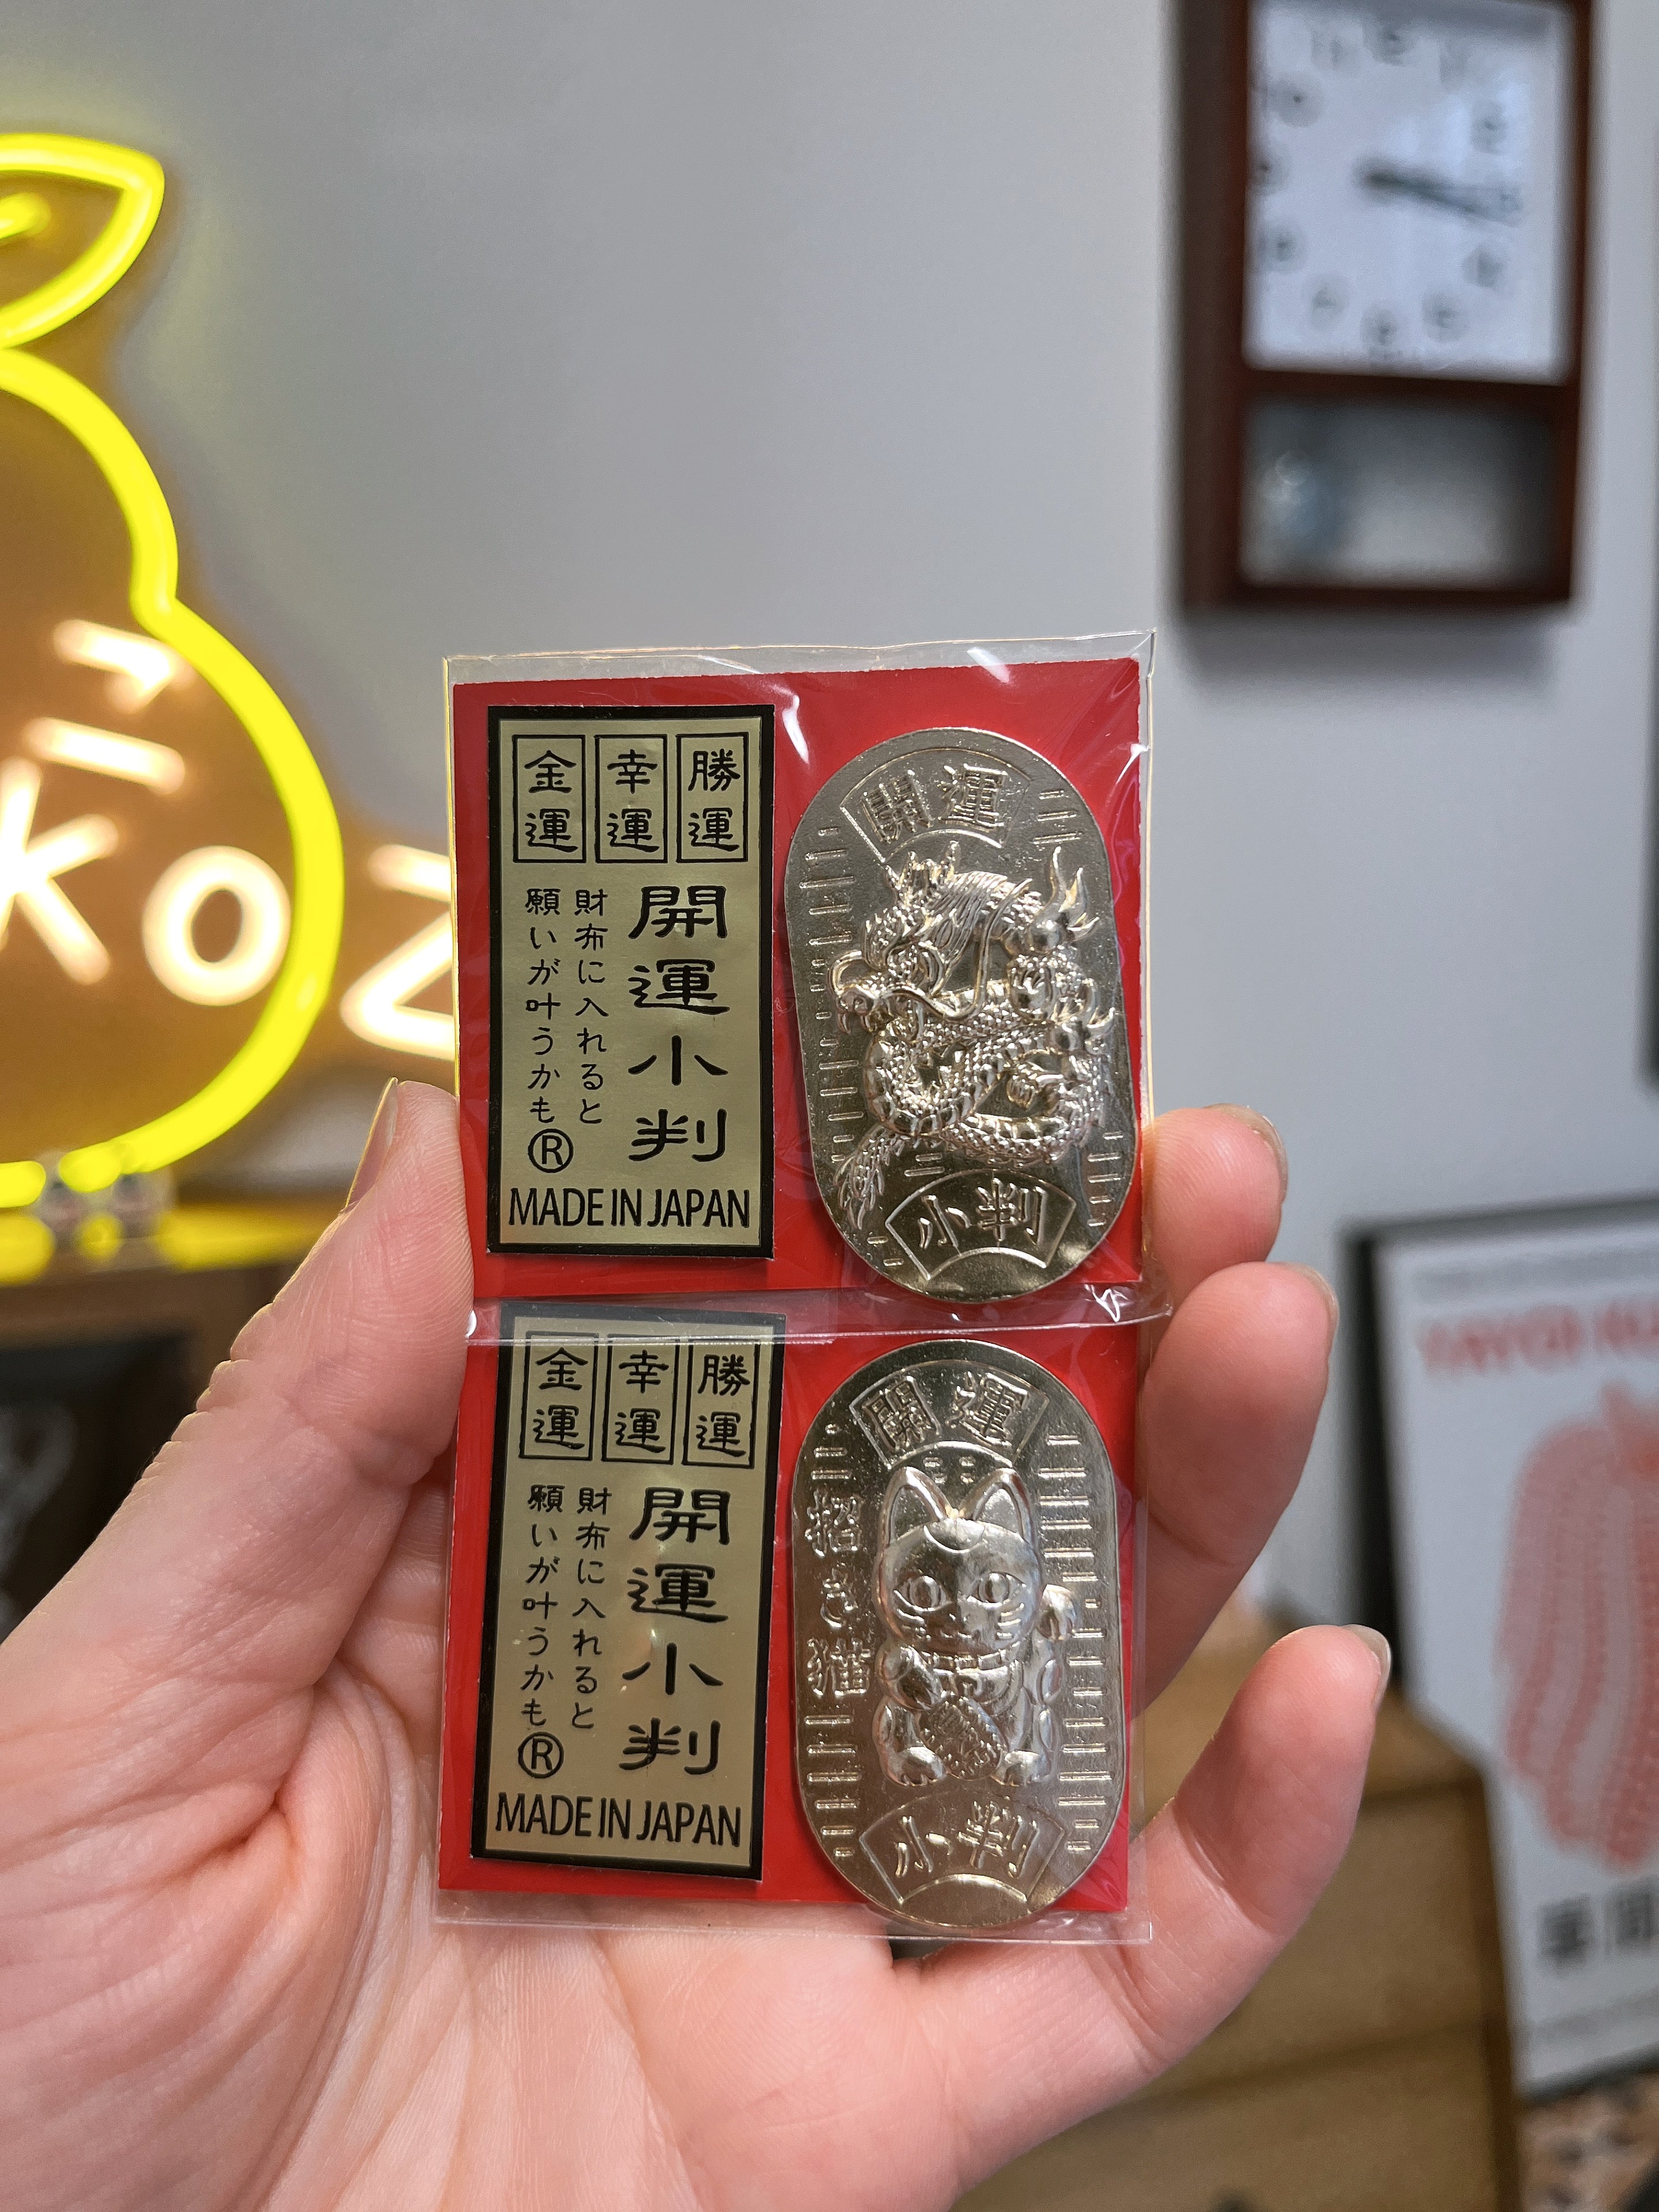 勝運
幸運
金運
開運小判
財布に入れると
願いが叶うかも®
MADE IN JAPAN
開運
小判
勝運
幸運
金運
開運小判
財布に入れると
願いが叶うかも®
MADE IN JAPAN
開運
招き猫
小判
koz